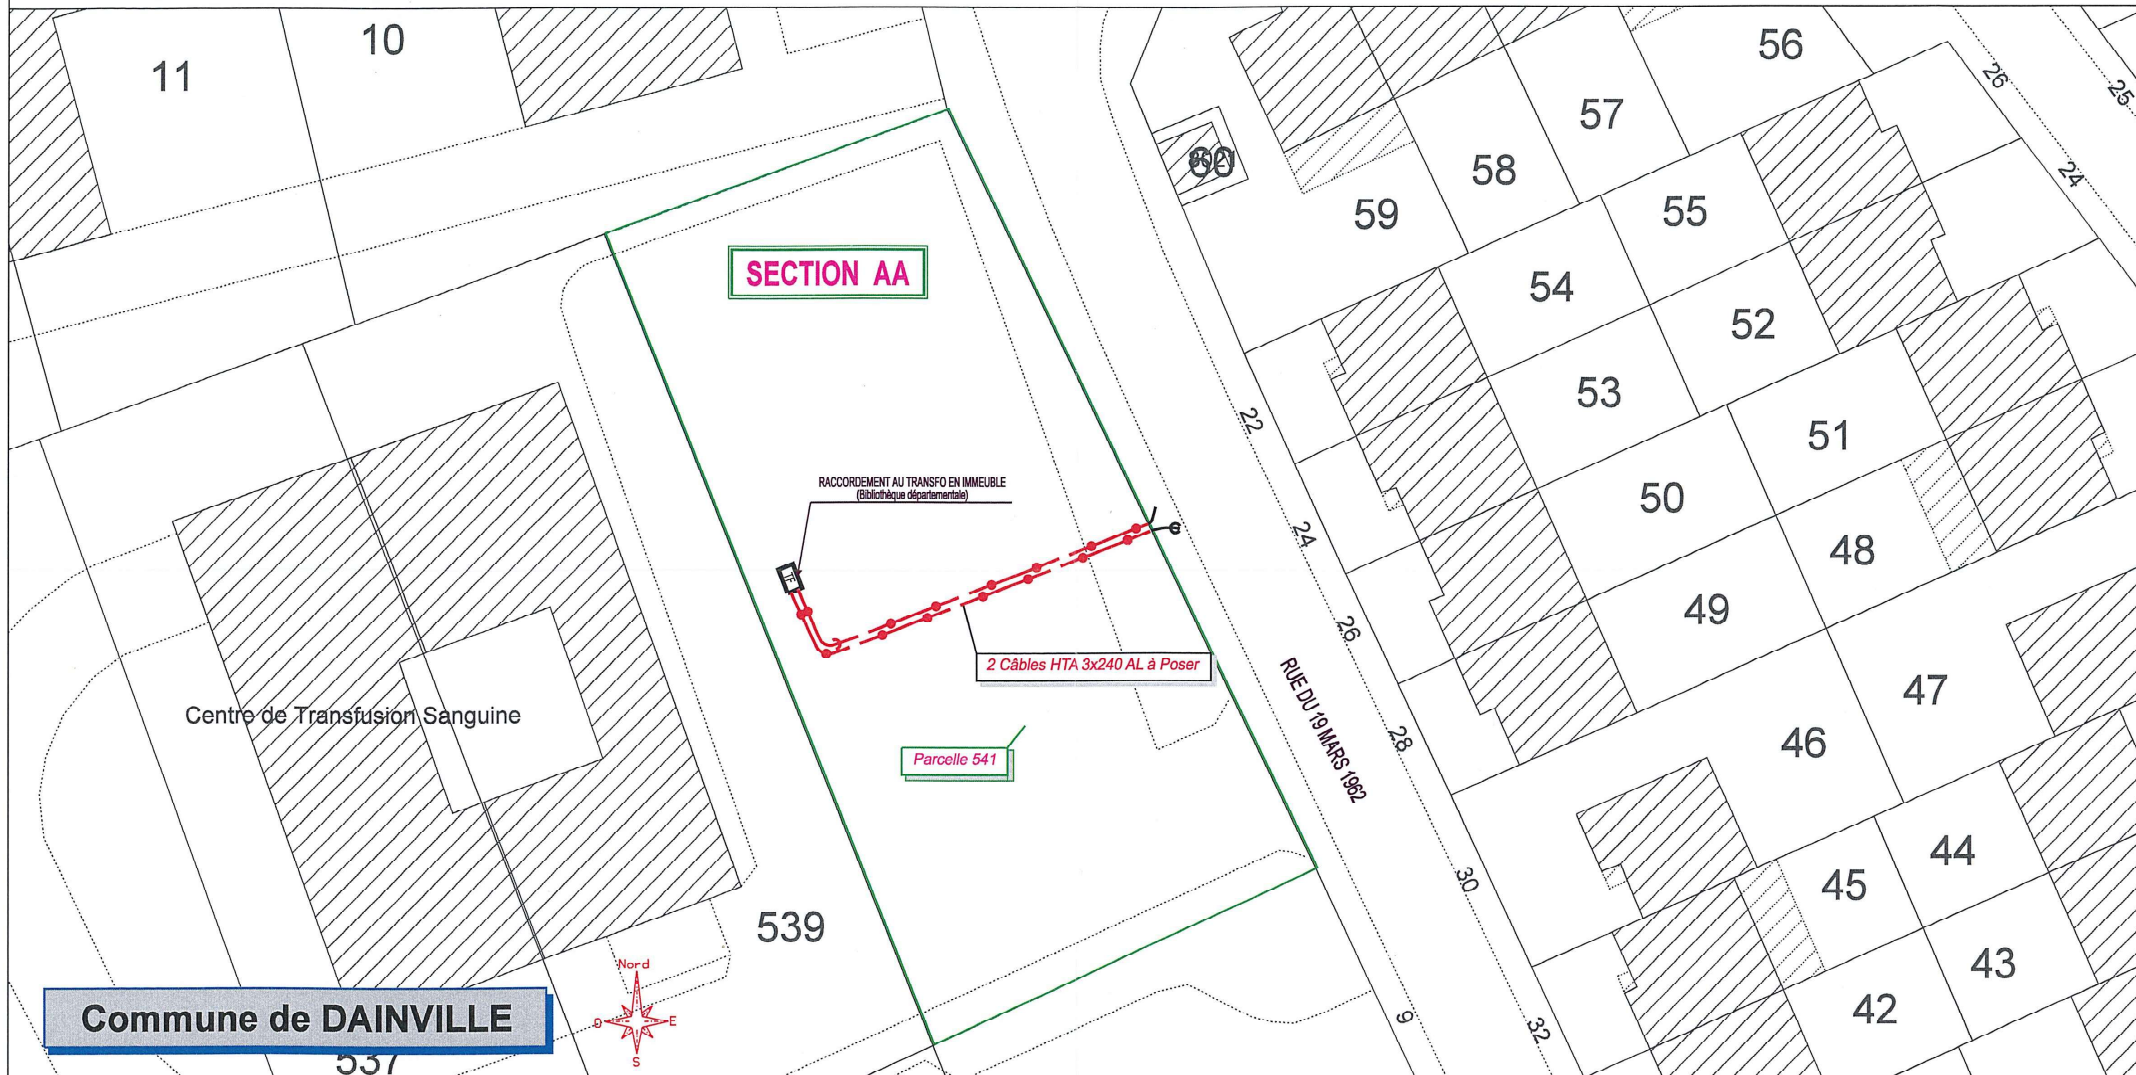 10
11
56
26
25
57
58
24
59
55
SECTION AA
54
52
53
22
51
RACCORDEMENT AU TRANSFO EN IMMEUBLE
(Bibliothèque départementale)
50
24
48
TF
49
26
2 Câbles HTA 3x240 AL à Poser
RUE DU 19 MARS 1962
47
Centre de Transfusion Sanguine
28
46
Parcelle 541
44
30
45
539
43
Nord
O
E
S
42
9
32
Commune de DAINVILLE
537